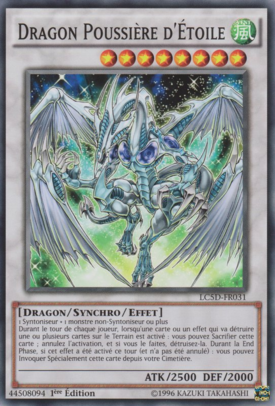 DRAGON POUSSIÈRE D'ÉTOILE
風
LC5D-FR031
[DRAGON/SYNCHRO/EFFET]
1 Syntoniseur + 1 monstre non-Syntoniseur ou plus
Durant le tour de chaque joueur, lorsqu'une carte ou un effet qui va détruire
une ou plusieurs cartes sur le Terrain est activé : vous pouvez Sacrifier cette
carte ; annulez l'activation, et si vous le faites, détruisez-la. Durant la End
Phase, si cet effet a été activé ce tour (et n'a pas été annulé) : vous pouvez
Invoquer Spécialement cette carte depuis votre Cimetière.
ATK/2500 DEF/2000
44508094 1ère Édition ©1996 KAZUKI TAKAHASHI